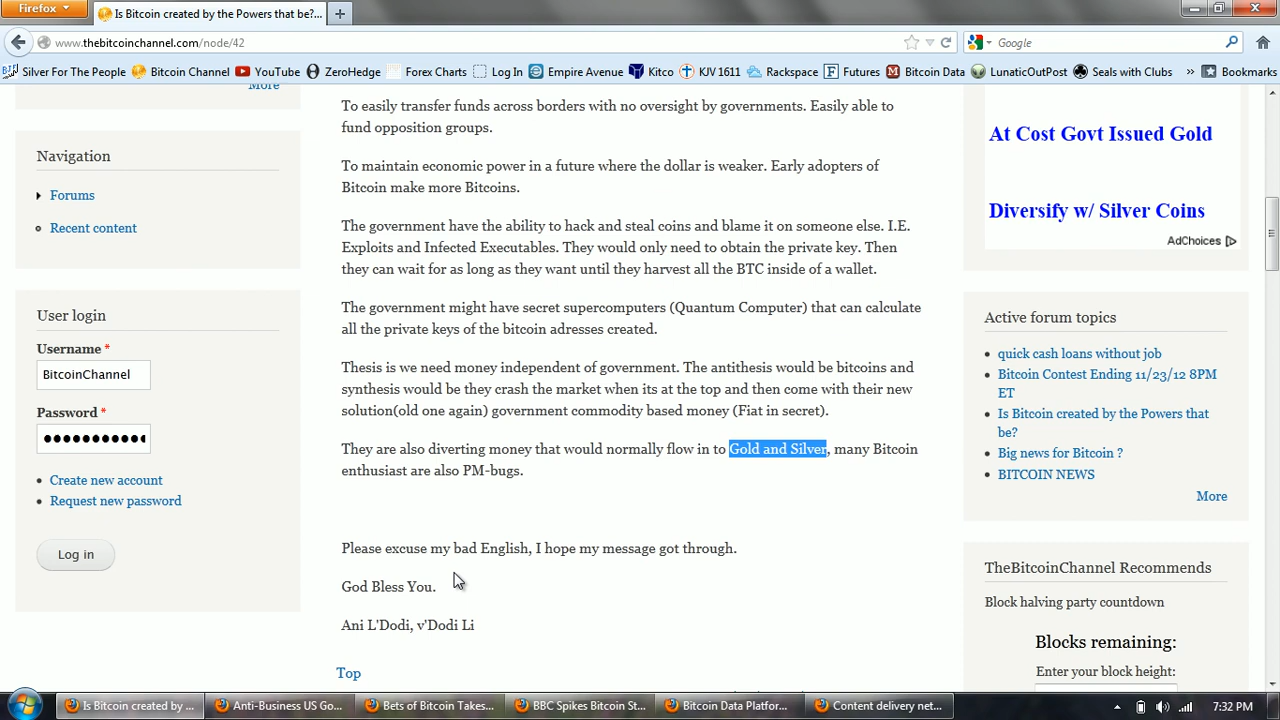 Firefox
Is Bitcoin created by the Powers that be?...
www.thebitcoinchannel.com/node/42
Google
Silver For The People Bitcoin Channel YouTube ZeroHedge Forex Charts Log In Empire Avenue Kitco KJV 1611 Rackspace Futures Bitcoin Data LunaticOutPost Seals with Clubs » Bookmarks
More
Navigation
Forums
Recent content
User login
Username *
BitcoinChannel
Password *
Create new account
Request new password
Log in
To easily transfer funds across borders with no oversight by governments. Easily able to
fund opposition groups.
To maintain economic power in a future where the dollar is weaker. Early adopters of
Bitcoin make more Bitcoins.
The government have the ability to hack and steal coins and blame it on someone else. I.E.
Exploits and Infected Executables. They would only need to obtain the private key. Then
they can wait for as long as they want until they harvest all the BTC inside of a wallet.
The government might have secret supercomputers (Quantum Computer) that can calculate
all the private keys of the bitcoin adresses created.
Thesis is we need money independent of government. The antithesis would be bitcoins and
synthesis would be they crash the market when its at the top and then come with their new
solution(old one again) government commodity based money (Fiat in secret).
They are also diverting money that would normally flow in to Gold and Silver, many Bitcoin
enthusiast are also PM-bugs.
Please excuse my bad English, I hope my message got through.
God Bless You.
Ani L'Dodi, v'Dodi Li
Top
At Cost Govt Issued Gold
Diversify w/ Silver Coins
AdChoices
Active forum topics
quick cash loans without job
Bitcoin Contest Ending 11/23/12 8PM
ET
Is Bitcoin created by the Powers that
be?
Big news for Bitcoin ?
BITCOIN NEWS
More
TheBitcoinChannel Recommends
Block halving party countdown
Blocks remaining:
Enter your block height:
Is Bitcoin created by ...
Anti-Business US Go...
Bets of Bitcoin Takes...
BBC Spikes Bitcoin St...
Bitcoin Data Platfor...
Content delivery net...
7:32 PM